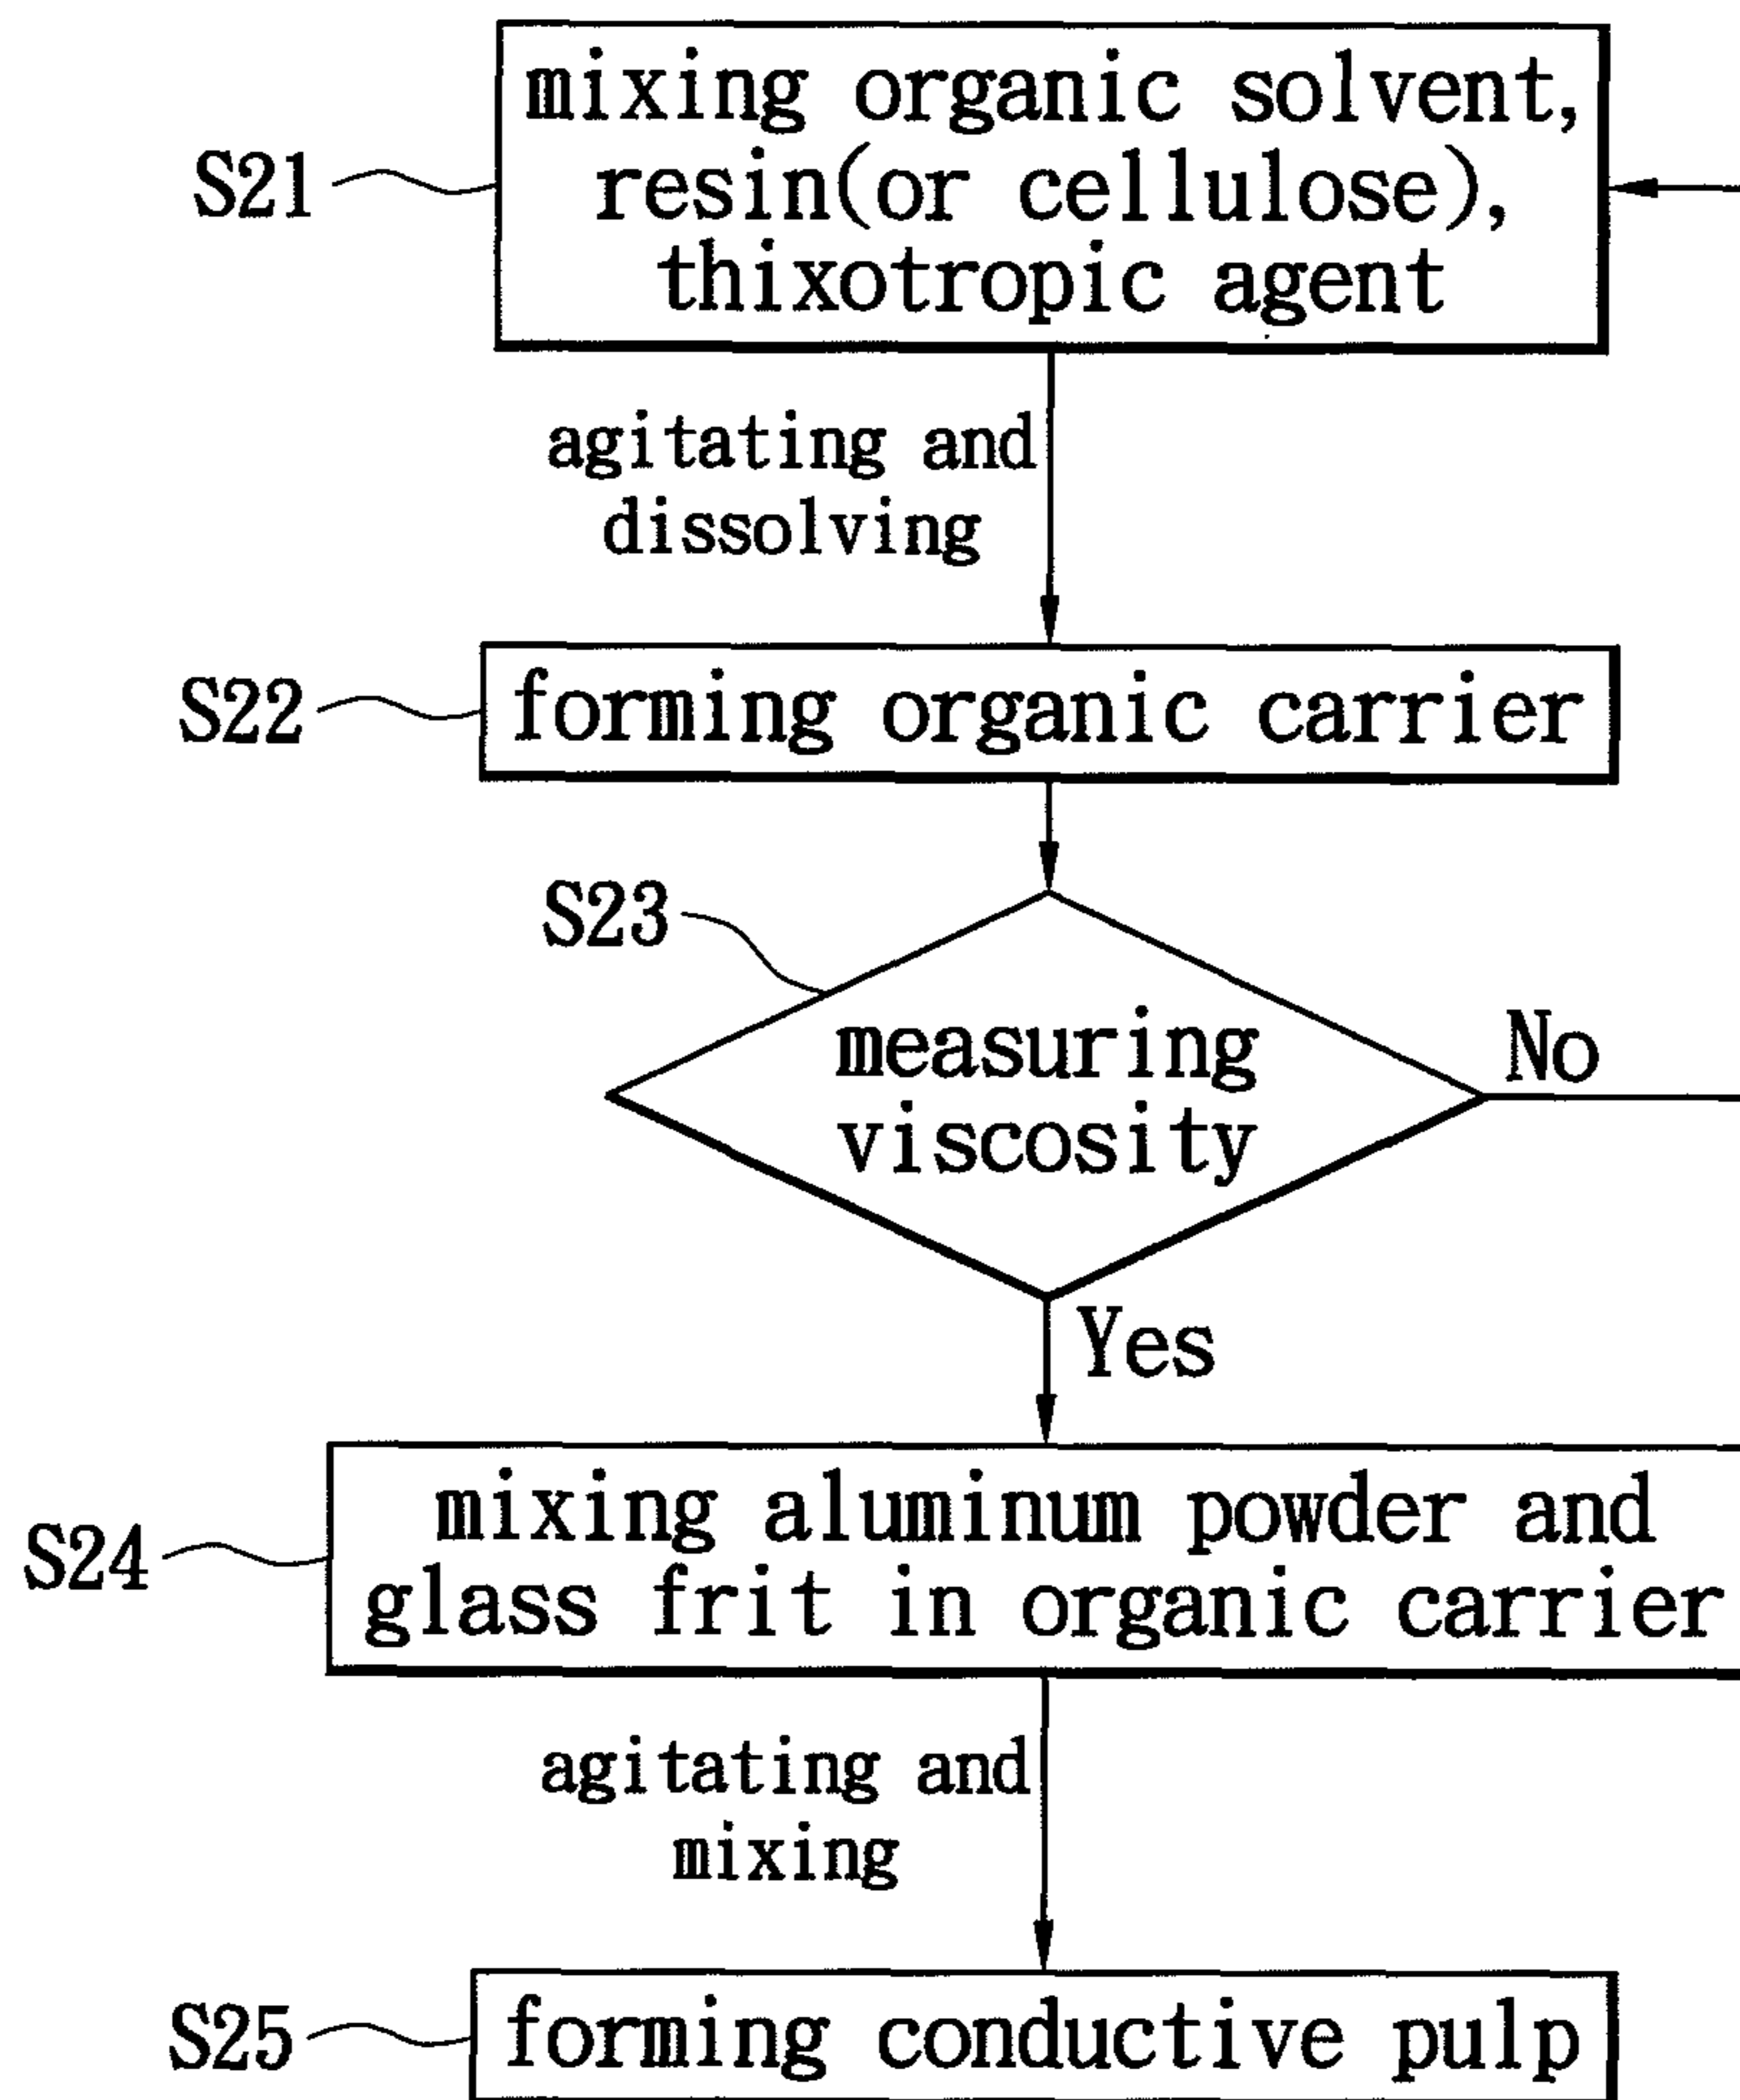 mixing organic solvent,
resin(or cellulose),
thixotropic agent
S21
agitating and
dissolving
S22
forming organic carrier
S23
measuring
viscosity
No
Yes
mixing aluminum powder and
glass frit in organic carrier
S24
agitating and
mixing
S25
forming conductive pulp